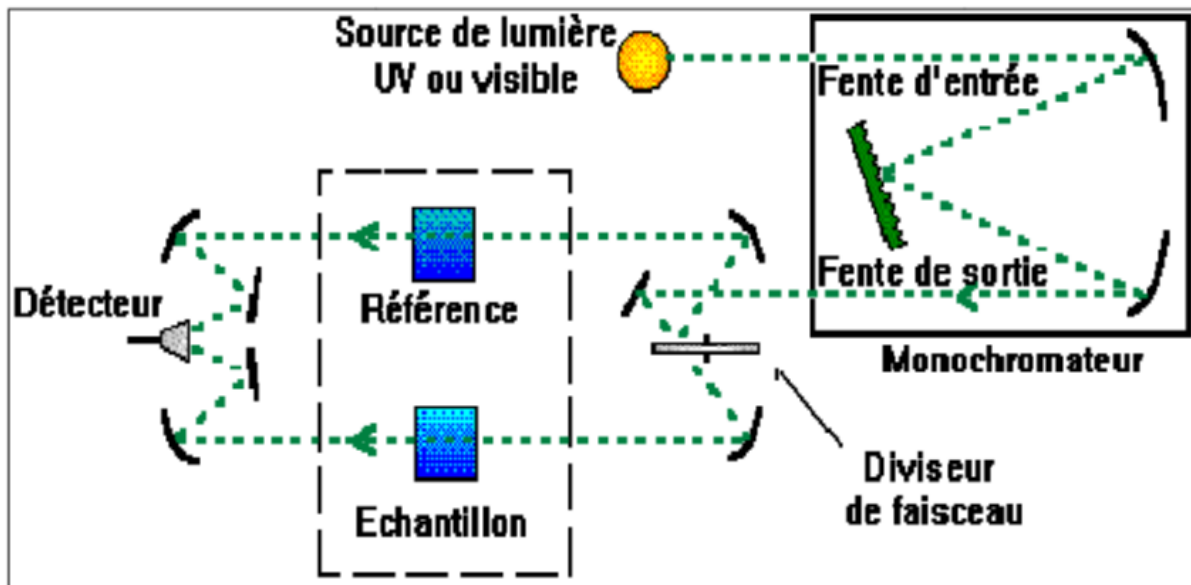 Source de lumière
UV ou visible
Fente d'entrée
Fente de sortie
Monochromateur
Détecteur
Référence
Echantillon
Diviseur
de faisceau